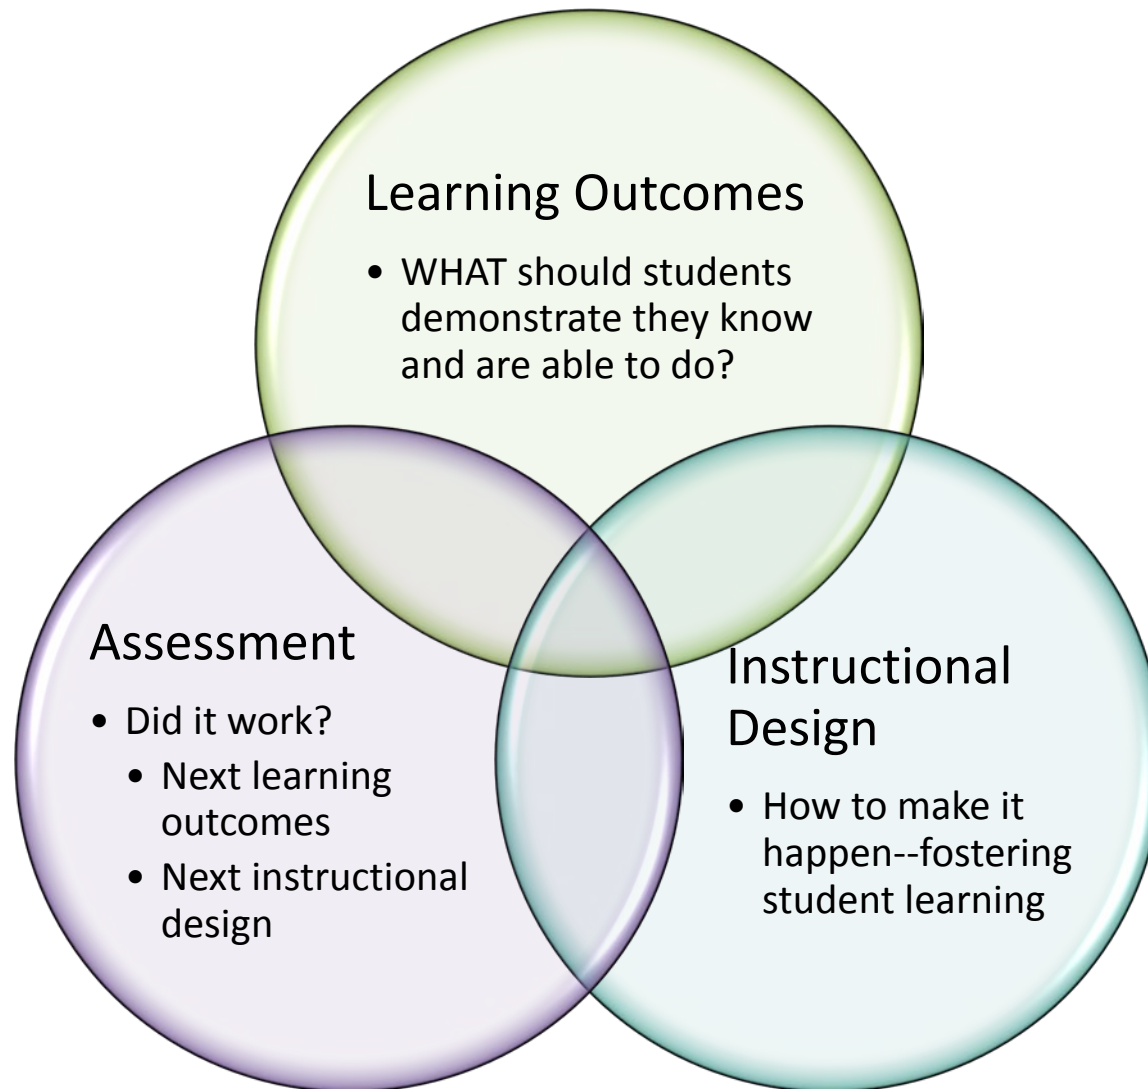 Learning Outcomes
• WHAT should students
demonstrate they know
and are able to do?
Assessment
• Did it work?
• Next learning
outcomes
• Next instructional
design
Instructional
Design
• How to make it
happen--fostering
student learning